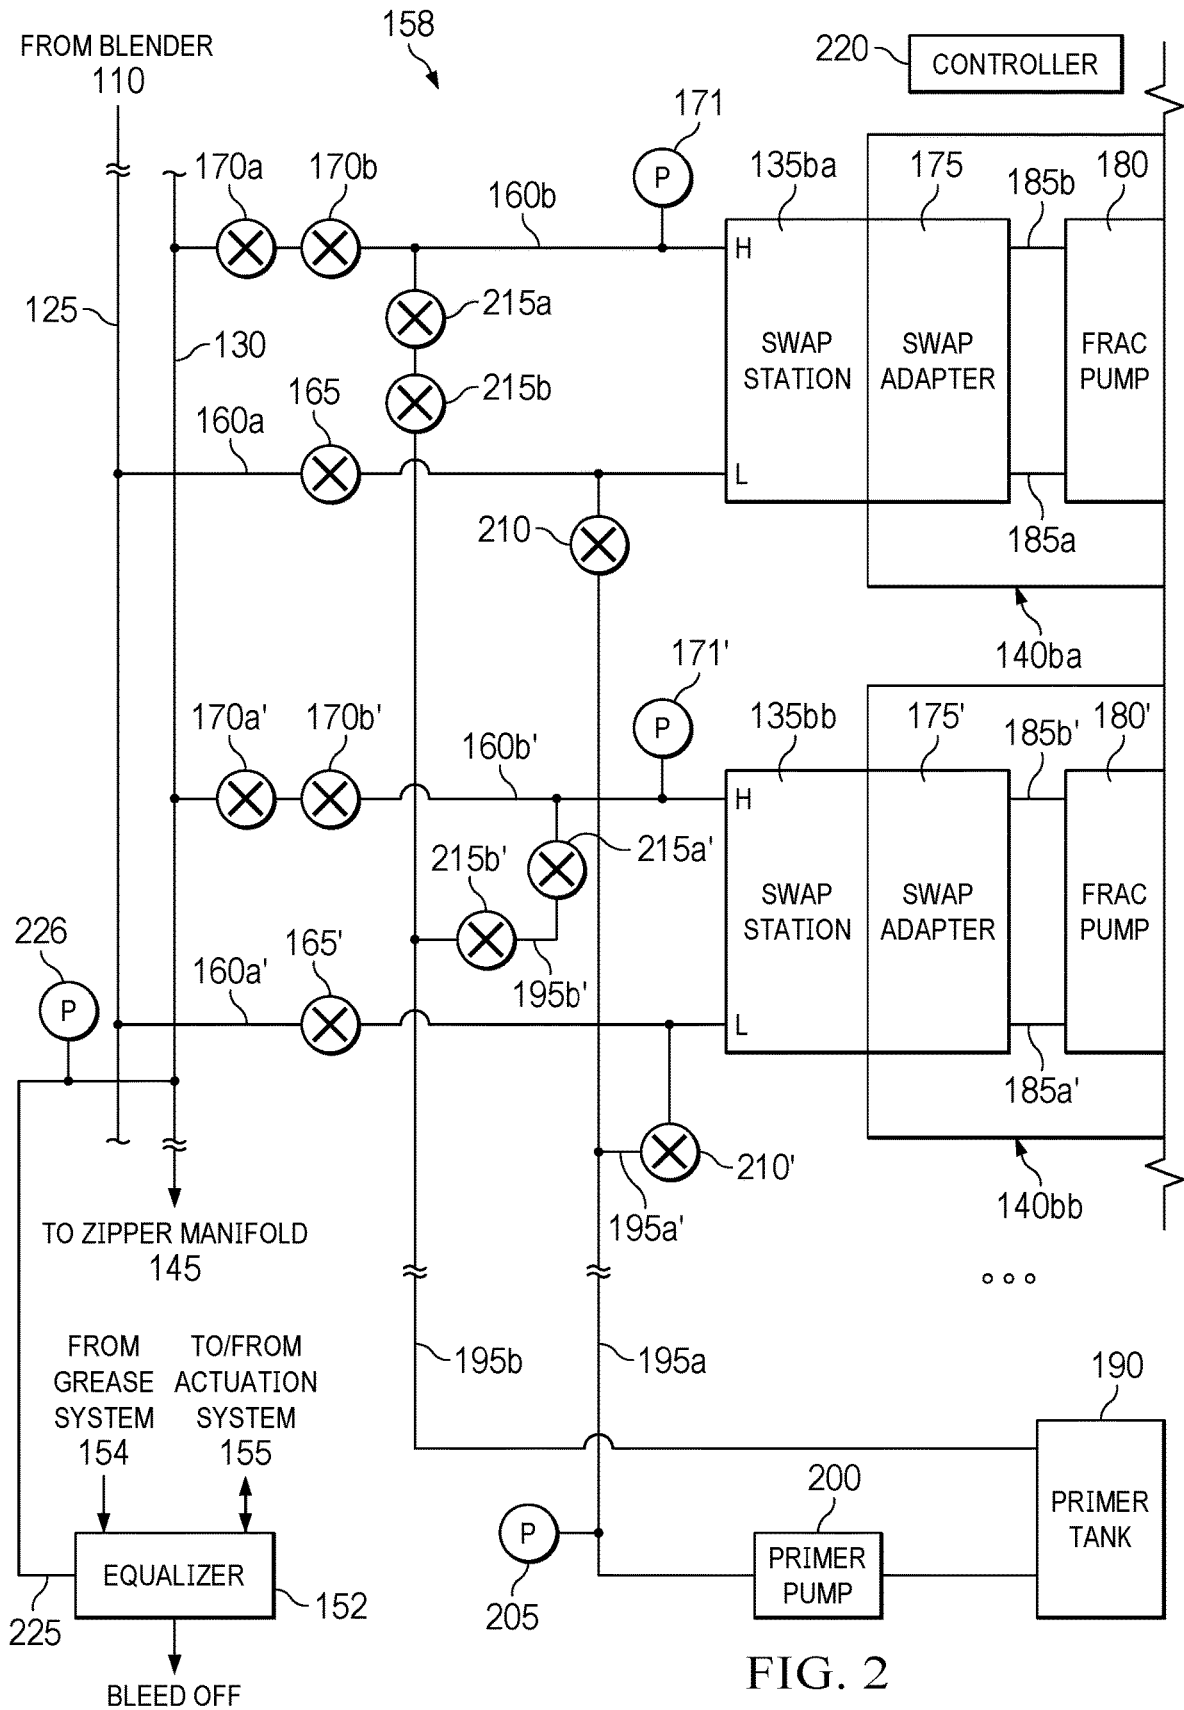 158
FROM BLENDER
110
220
CONTROLLER
171
170a
170b
160b
P
135ba
175
185b
180
H
215a
125
130
SWAP
STATION
SWAP
ADAPTER
FRAC
PUMP
215b
165
160a
L
210
185a
140ba
171'
170a'
170b'
160b'
P
135bb
175'
185b'
180'
H
215b'
215a'
SWAP
STATION
SWAP
ADAPTER
FRAC
PUMP
226
165'
160a'
195b'
P
L
185a'
210'
195a'
140bb
TO ZIPPER MANIFOLD
145
FROM
GREASE
SYSTEM
154
TO/FROM
ACTUATION
SYSTEM
155
195b
195a
190
200
P
205
PRIMER
PUMP
PRIMER
TANK
EQUALIZER
152
225
BLEED OFF
FIG. 2